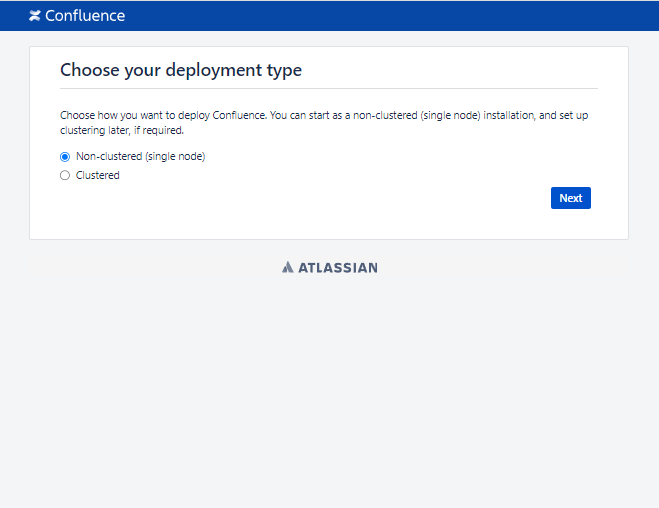 Confluence
Choose your deployment type
Choose how you want to deploy Confluence. You can start as a non-clustered (single node) installation, and set up
clustering later, if required.
Non-clustered (single node)
Clustered
Next
ATLASSIAN